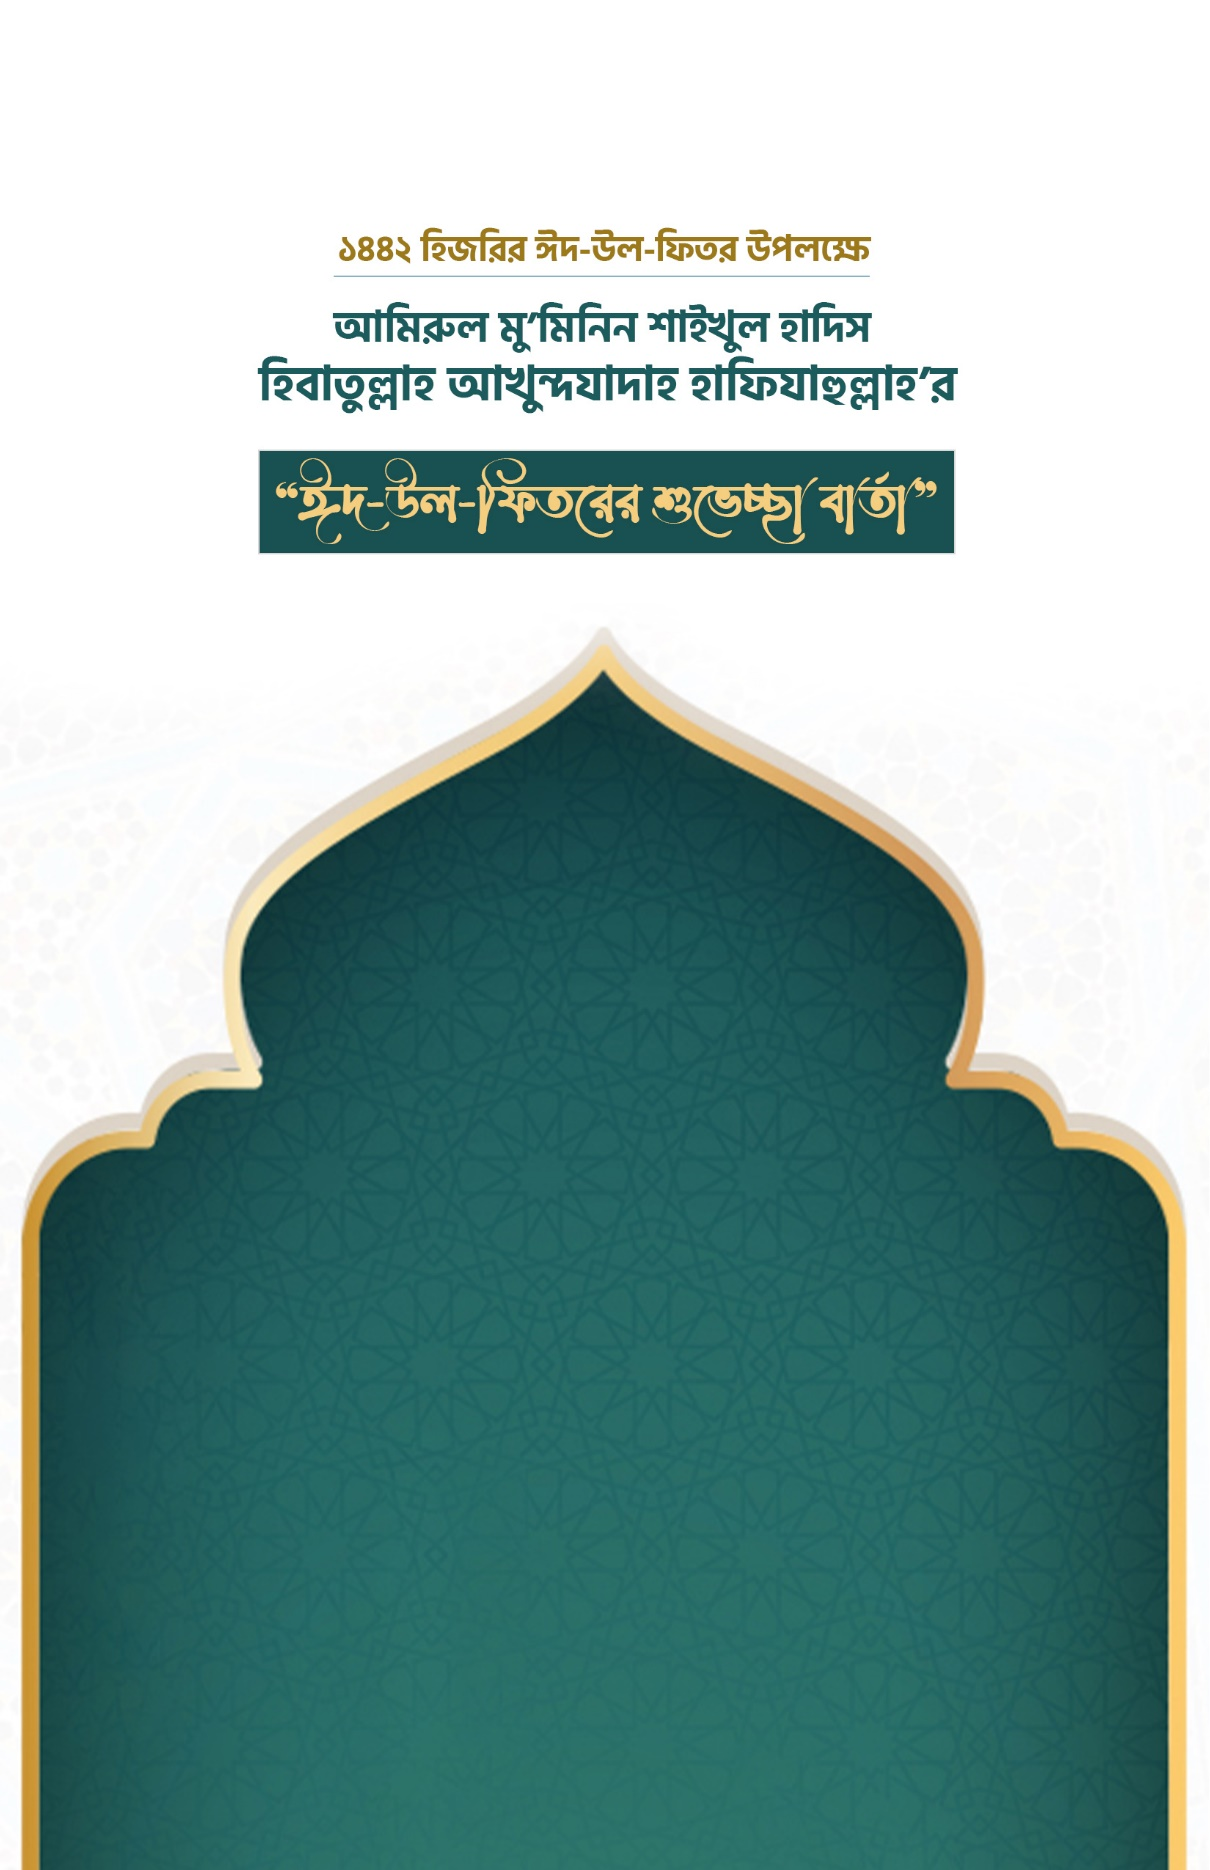 ১৪৪২ হিজরির ঈদ-উল-ফিতর উপলক্ষে
আমিরুল মু’মিনিন শাইখুল হাদিস
হিবাতুল্লাহ আখুন্দযাদাহ হাফিযাহুল্লাহ’র
“ঈদ-উল-ফিতরের শুভেচ্ছা বার্তা”